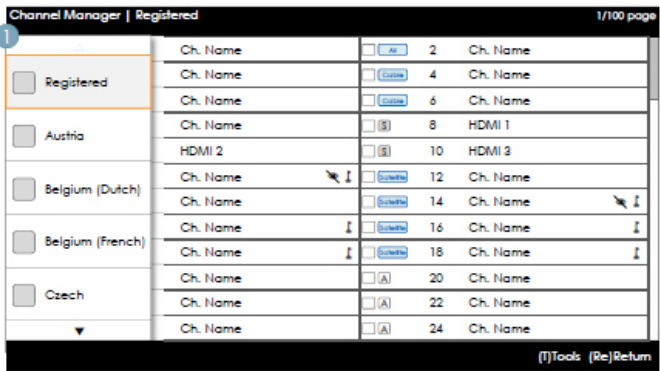 Channel Manager | Registered 1/100 page
1
Registered
Austria
Belgium (Dutch)
Belgium (French)
Czech
Ch. Name Air 2 Ch. Name
Ch. Name Cable 4 Ch. Name
Ch. Name Cable 6 Ch. Name
Ch. Name S 8 HDMI 1
HDMI 2 S 10 HDMI 3
Ch. Name Satellite 12 Ch. Name
Ch. Name Satellite 14 Ch. Name
Ch. Name Satellite 16 Ch. Name
Ch. Name Satellite 18 Ch. Name
Ch. Name A 20 Ch. Name
Ch. Name A 22 Ch. Name
Ch. Name A 24 Ch. Name
(T)Tools (Re)Return